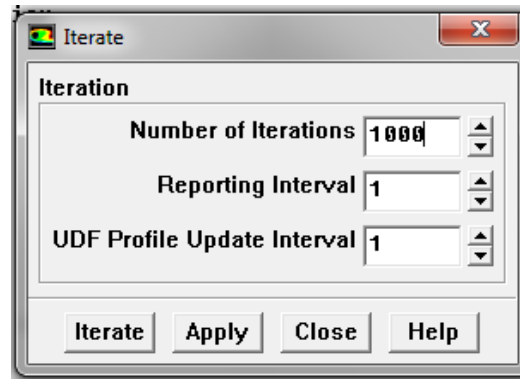 Iterate
Iteration
Number of Iterations 1000
Reporting Interval 1
UDF Profile Update Interval 1
Iterate Apply Close Help